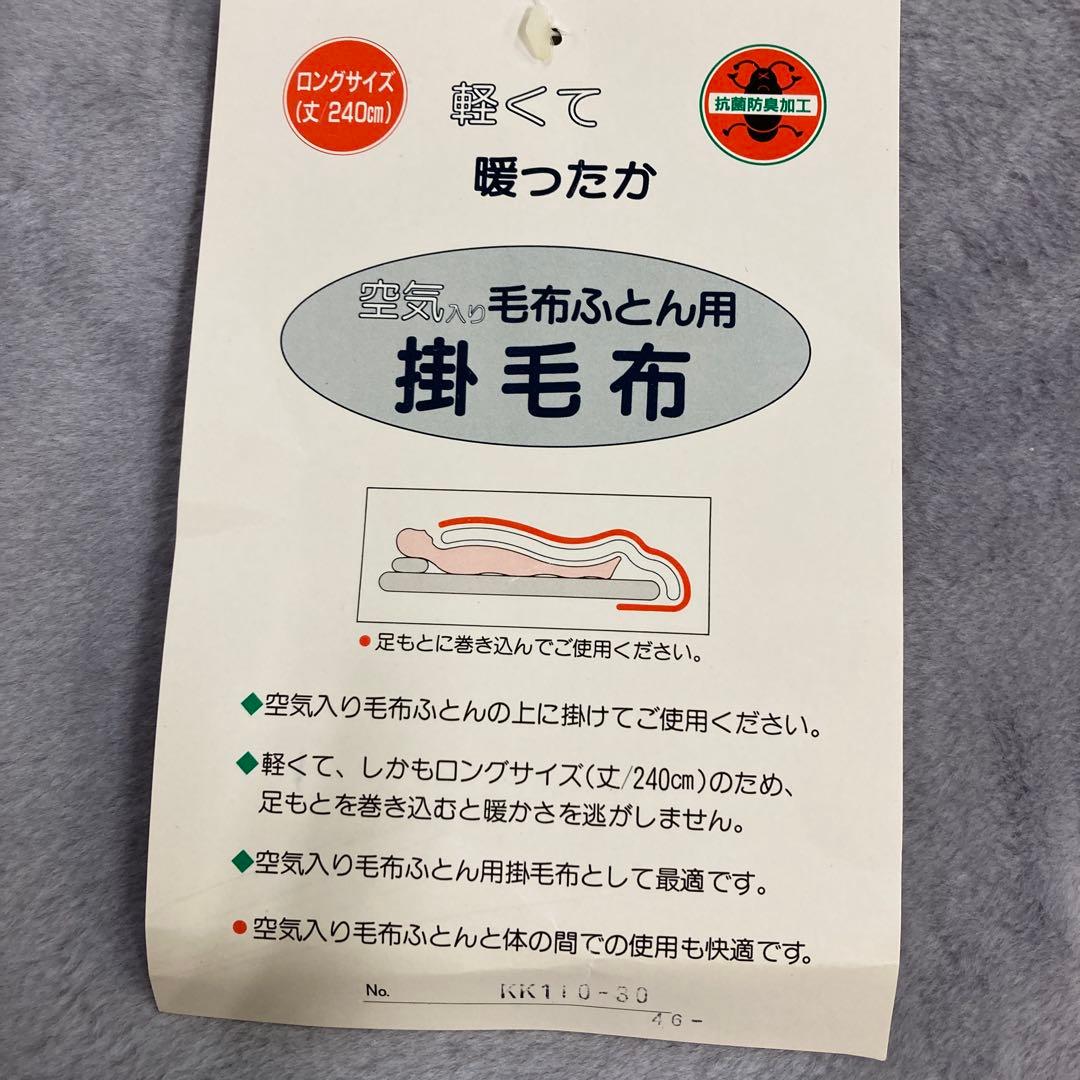 ロングサイズ
(丈/240cm)
軽くて
抗菌防臭加工
暖ったか
空気入り毛布ふとん用
掛毛布
●足もとに巻き込んでご使用ください。
◆空気入り毛布ふとんの上に掛けてご使用ください。
◆軽くて、しかもロングサイズ(丈/240cm)のため、
足もとを巻き込むと暖かさを逃がしません。
◆空気入り毛布ふとん用掛毛布として最適です。
●空気入り毛布ふとんと体の間での使用も快適です。
No. KK110-30
46-